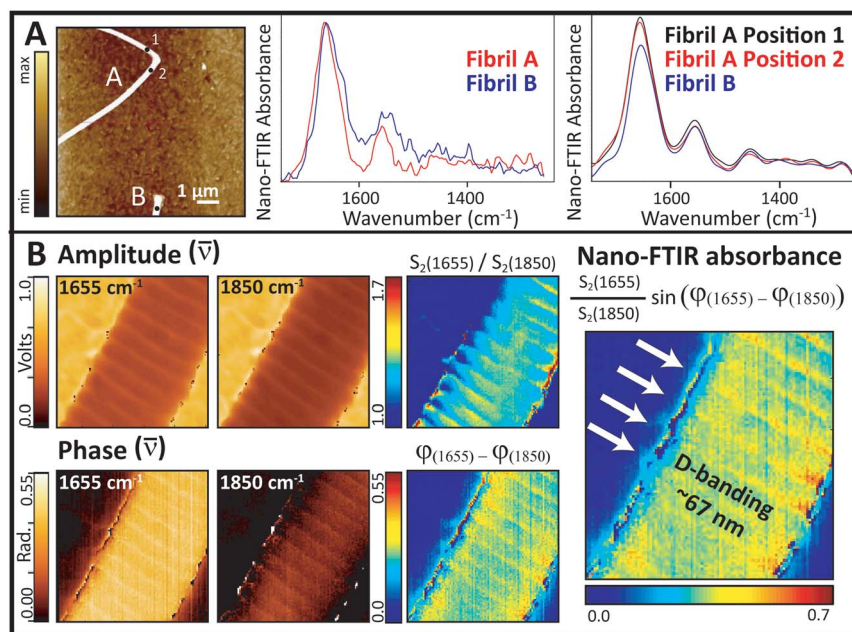 A
max
min
A
1
2
B
1 μm
Nano-FTIR Absorbance
Fibril A
Fibril B
1600
1400
Wavenumber (cm⁻¹)
Nano-FTIR Absorbance
Fibril A Position 1
Fibril A Position 2
Fibril B
1600
1400
Wavenumber (cm⁻¹)
B
Amplitude (ν̅)
1.0
Volts
0.0
1655 cm⁻¹
1850 cm⁻¹
S₂(1655) / S₂(1850)
1.7
1.0
Phase (ν̅)
0.55
Rad.
0.00
1655 cm⁻¹
1850 cm⁻¹
φ(1655) – φ(1850)
0.55
0.0
Nano-FTIR absorbance
S₂(1655)
S₂(1850)
sin (φ(1655) – φ(1850))
D-banding
~67 nm
0.0
0.7